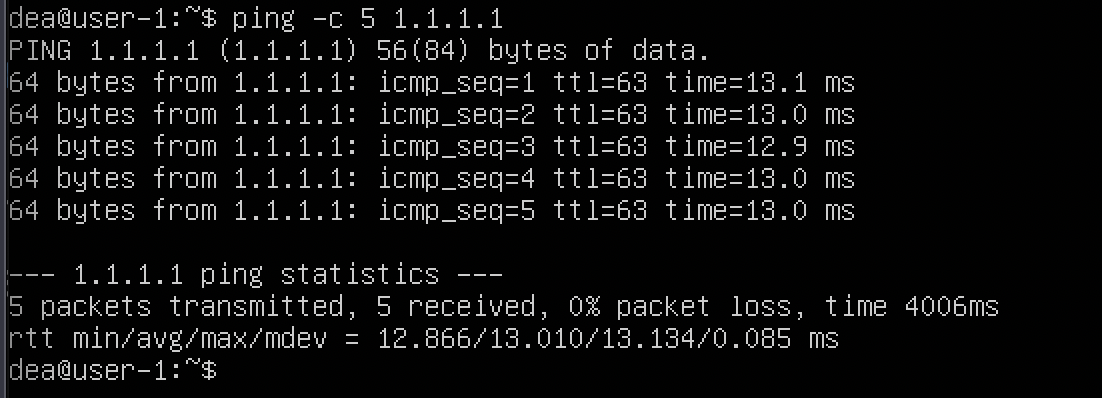 dea@user-1:~$ ping -c 5 1.1.1.1
PING 1.1.1.1 (1.1.1.1) 56(84) bytes of data.
64 bytes from 1.1.1.1: icmp_seq=1 ttl=63 time=13.1 ms
64 bytes from 1.1.1.1: icmp_seq=2 ttl=63 time=13.0 ms
64 bytes from 1.1.1.1: icmp_seq=3 ttl=63 time=12.9 ms
64 bytes from 1.1.1.1: icmp_seq=4 ttl=63 time=13.0 ms
64 bytes from 1.1.1.1: icmp_seq=5 ttl=63 time=13.0 ms

--- 1.1.1.1 ping statistics ---
5 packets transmitted, 5 received, 0% packet loss, time 4006ms
rtt min/avg/max/mdev = 12.866/13.010/13.134/0.085 ms
dea@user-1:~$